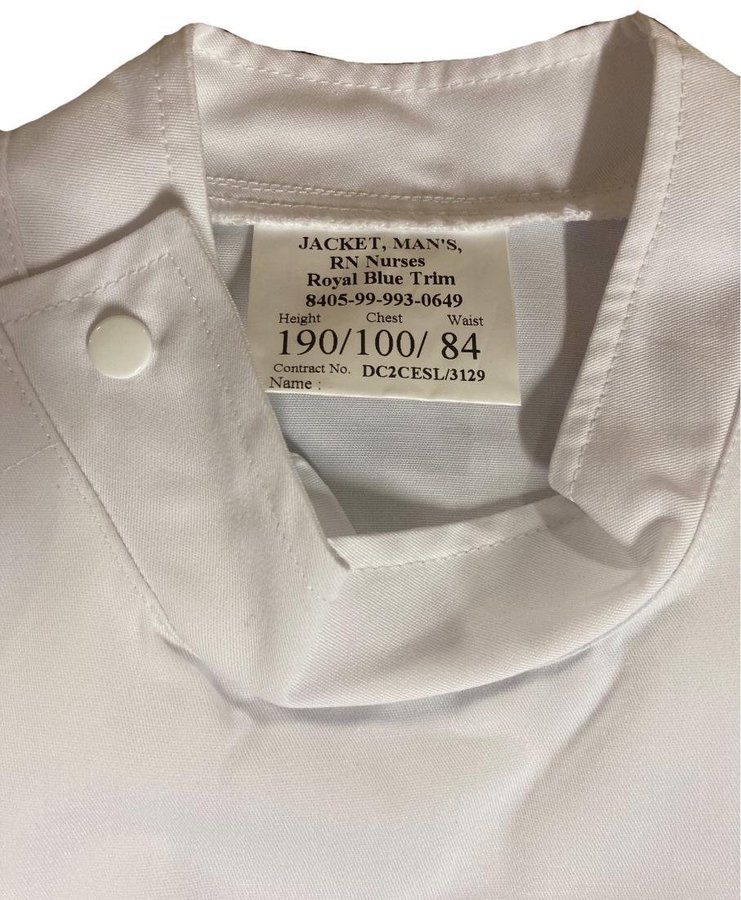 JACKET, MAN'S,
RN Nurses
Royal Blue Trim
8405-99-993-0649
Height Chest Waist
190/100/ 84
Contract No. DC2CESL/3129
Name :